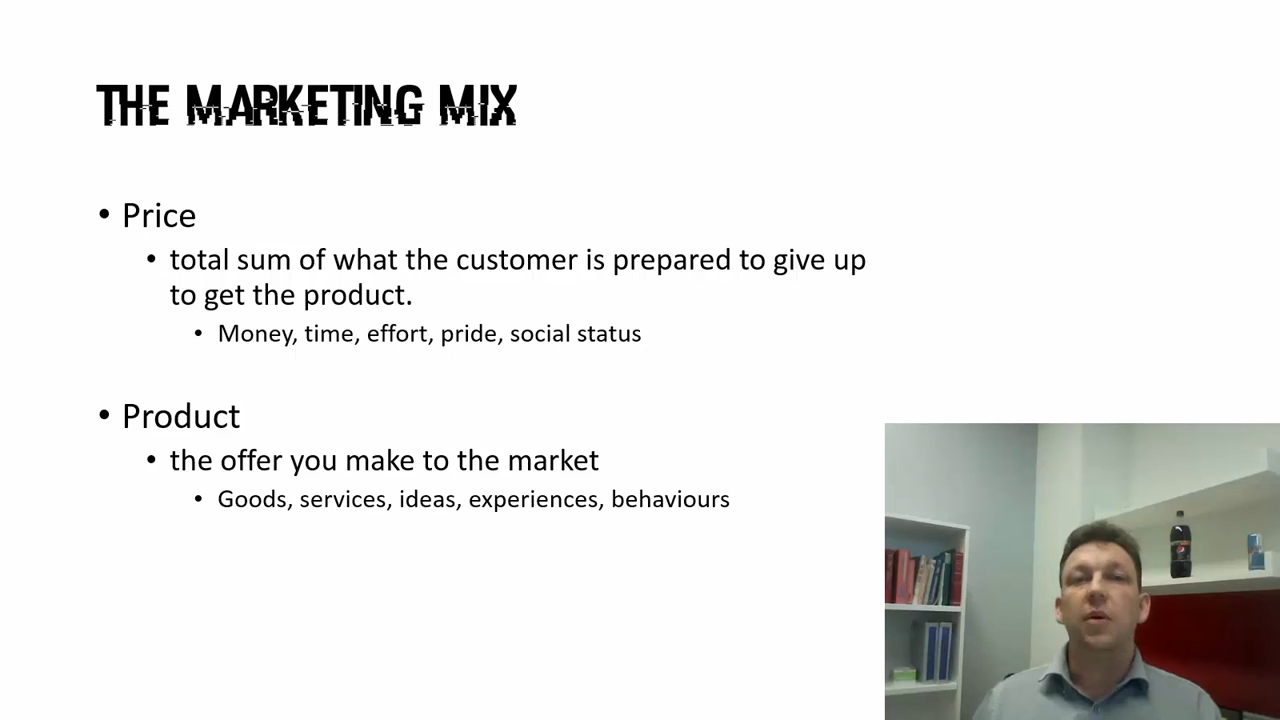 THE MARKETING MIX
• Price
• total sum of what the customer is prepared to give up
to get the product.
• Money, time, effort, pride, social status
• Product
• the offer you make to the market
• Goods, services, ideas, experiences, behaviours